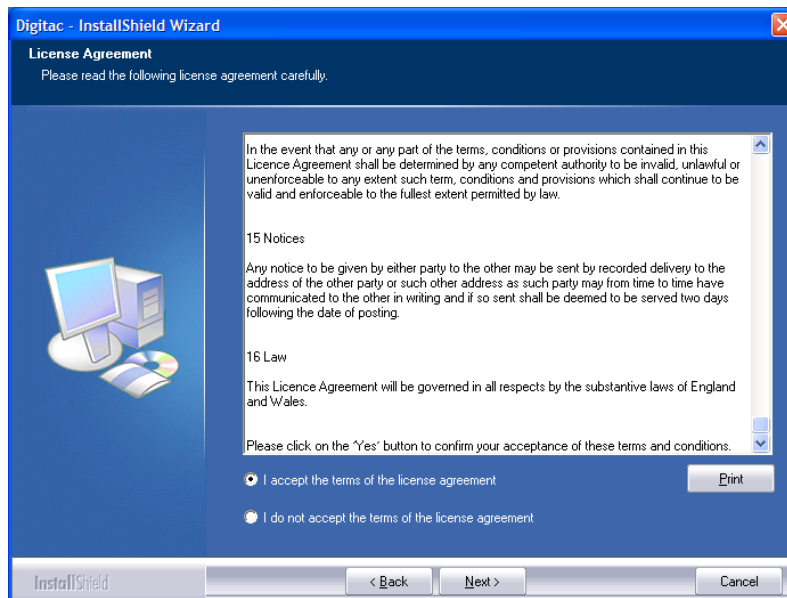 Digitac - InstallShield Wizard
License Agreement
Please read the following license agreement carefully.
In the event that any or any part of the terms, conditions or provisions contained in this
Licence Agreement shall be determined by any competent authority to be invalid, unlawful or
unenforceable to any extent such term, conditions and provisions which shall continue to be
valid and enforceable to the fullest extent permitted by law.
15 Notices
Any notice to be given by either party to the other may be sent by recorded delivery to the
address of the other party or such other address as such party may from time to time have
communicated to the other in writing and if so sent shall be deemed to be served two days
following the date of posting.
16 Law
This Licence Agreement will be governed in all respects by the substantive laws of England
and Wales.
Please click on the 'Yes' button to confirm your acceptance of these terms and conditions.
I accept the terms of the license agreement
Print
I do not accept the terms of the license agreement
InstallShield
< Back
Next >
Cancel